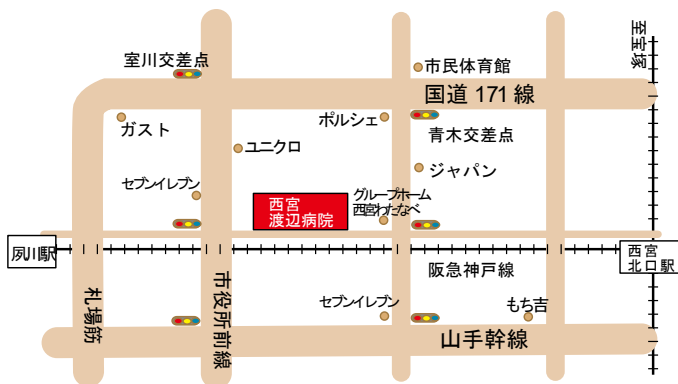 室川交差点
市民体育館
至宝塚
国道 171 線
ガスト
ポルシェ
青木交差点
ユニクロ
ジャパン
セブンイレブン
西宮
渡辺病院
グループホーム
西宮わたなべ
夙川駅
西宮
北口駅
阪急神戸線
札場筋
市役所前線
セブンイレブン
もち吉
山手幹線